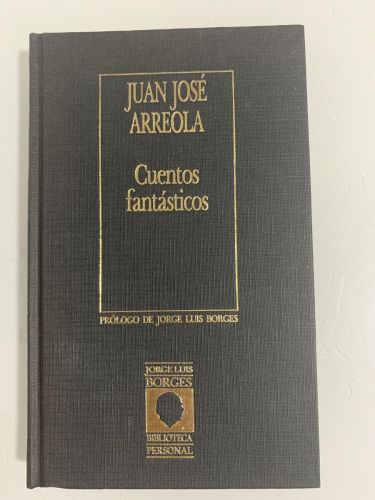 JUAN JOSÉ
ARREOLA
Cuentos
fantásticos
PRÓLOGO DE JORGE LUIS BORGES
JORGE LUIS
BORGES
BIBLIOTECA
PERSONAL